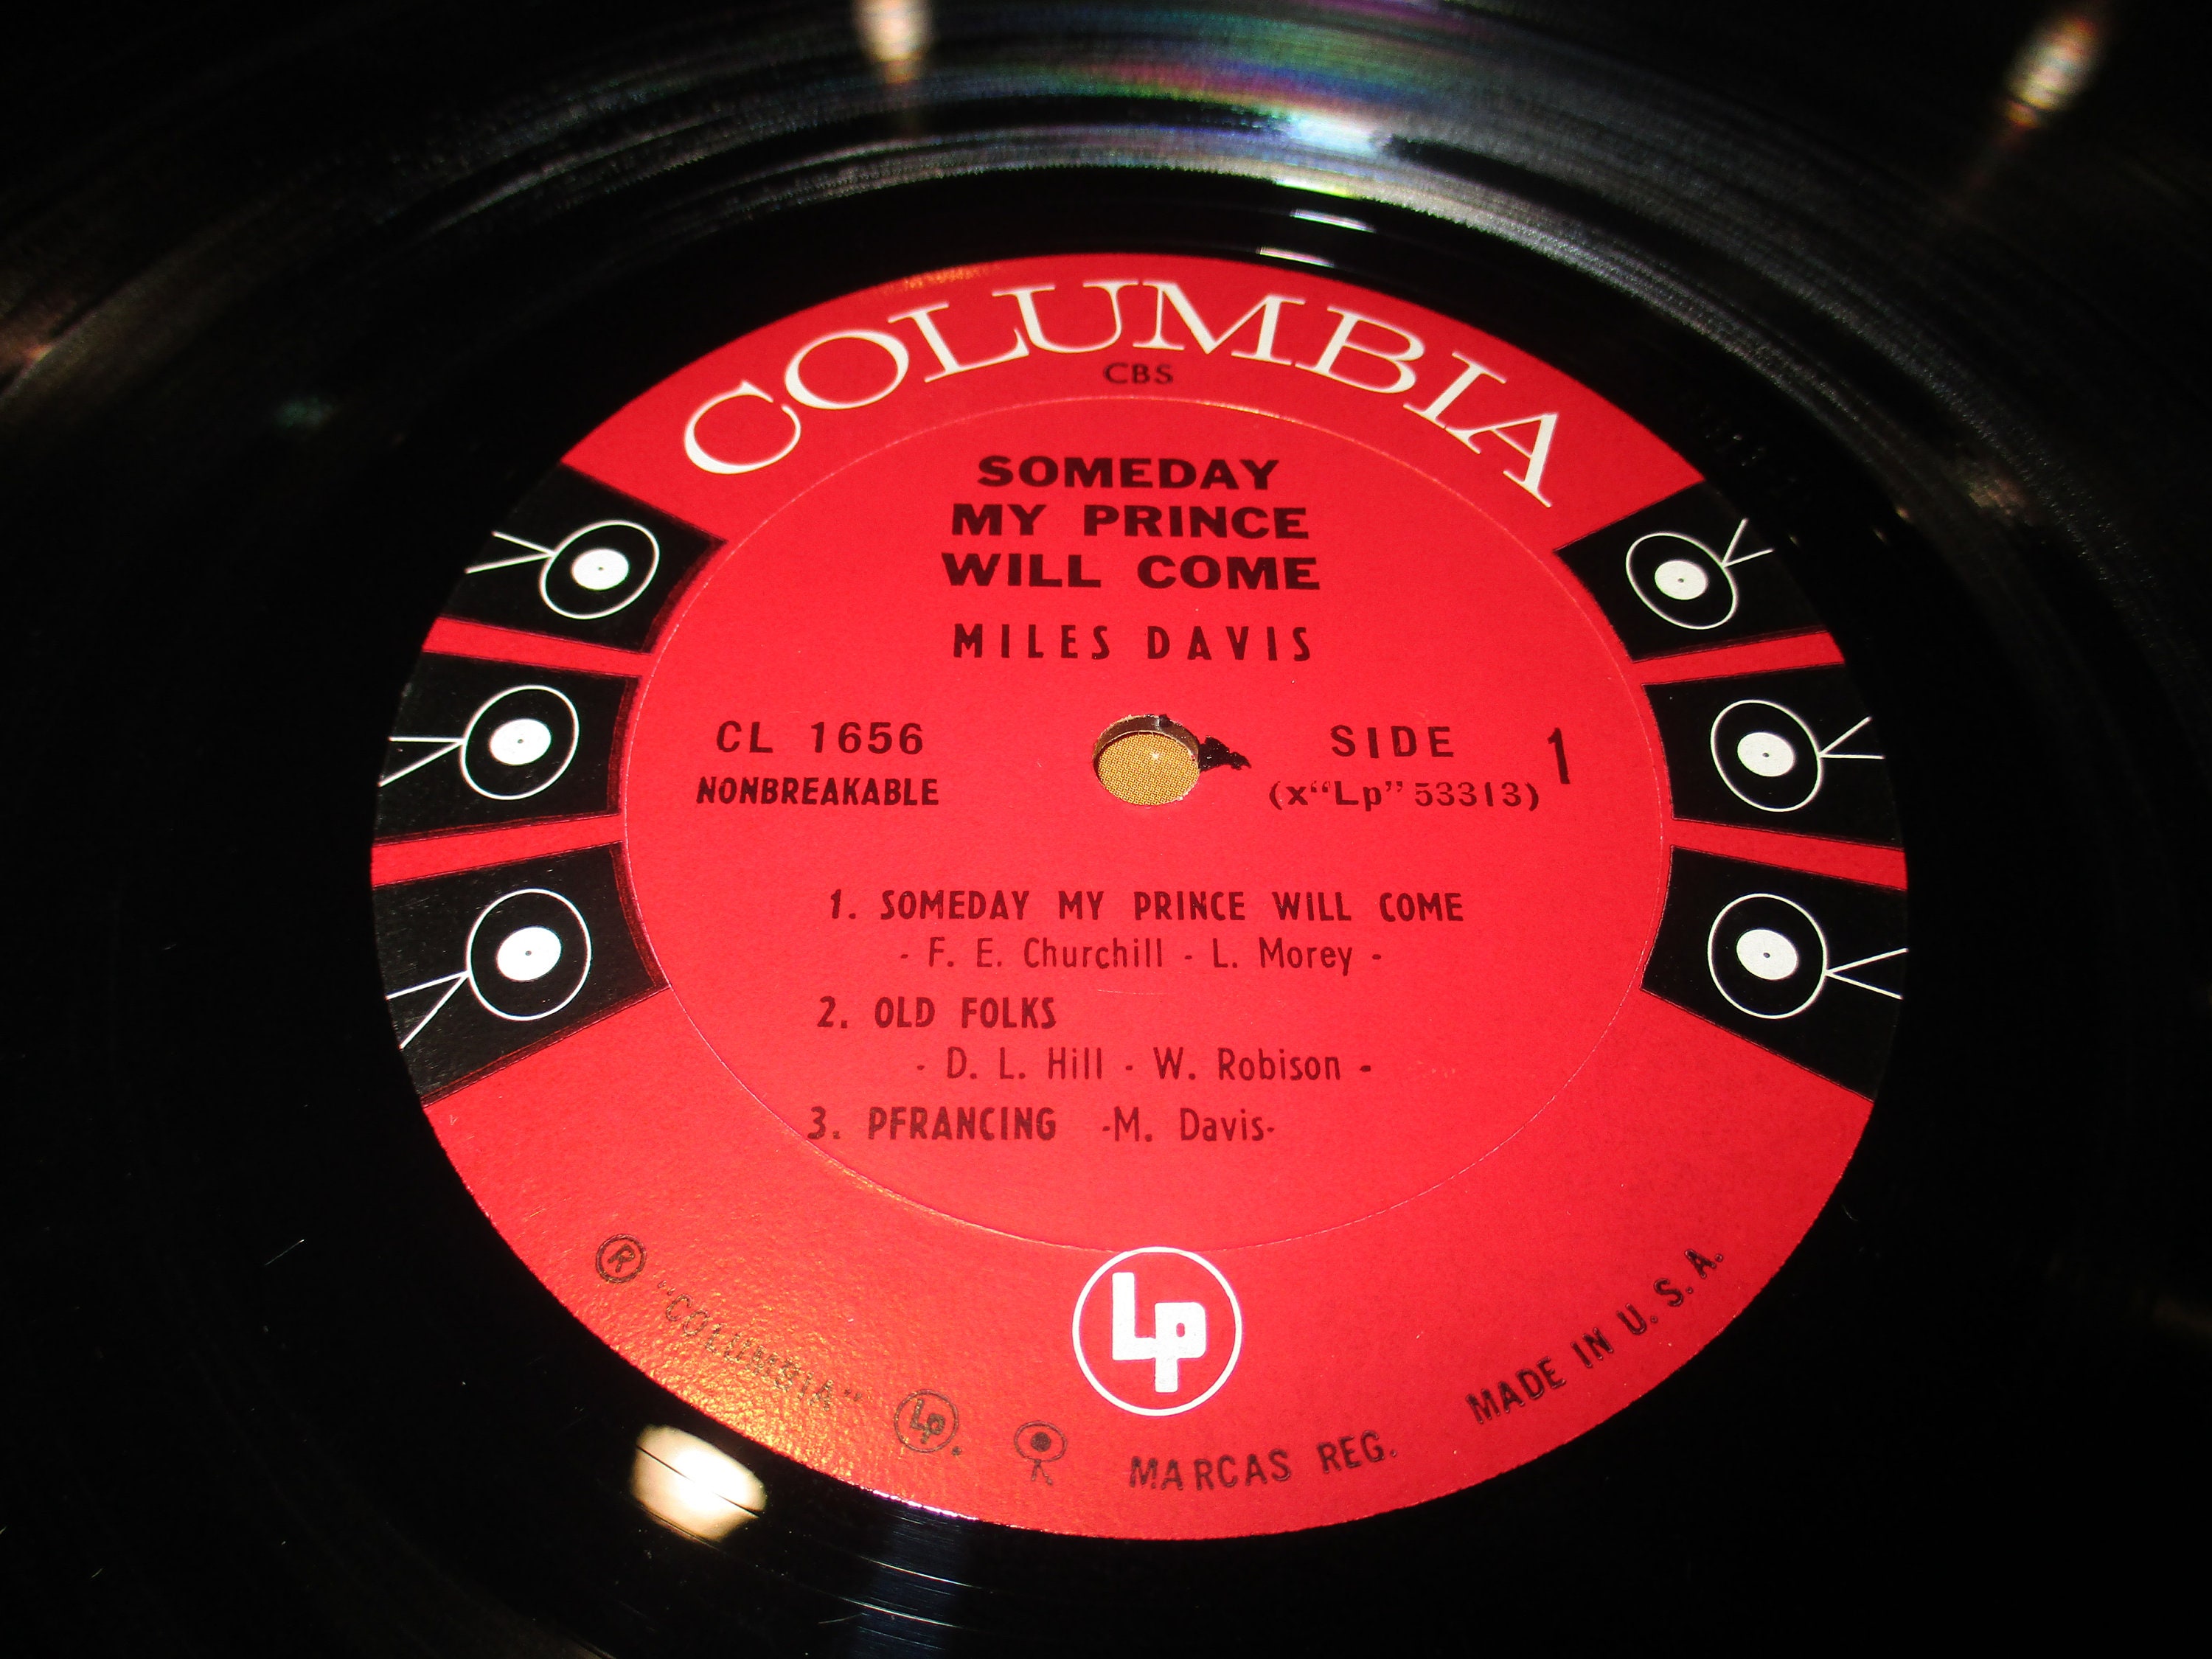 COLUMBIA
CBS
SOMEDAY
MY PRINCE
WILL COME
MILES DAVIS
CL 1656
NONBREAKABLE
SIDE 1
(x“Lp” 53313)
1. SOMEDAY MY PRINCE WILL COME
- F. E. Churchill - L. Morey -
2. OLD FOLKS
- D. L. Hill - W. Robison -
3. PFRANCING -M. Davis-
Lp
® "COLUMBIA" Lp. MARCAS REG. MADE IN U. S. A.